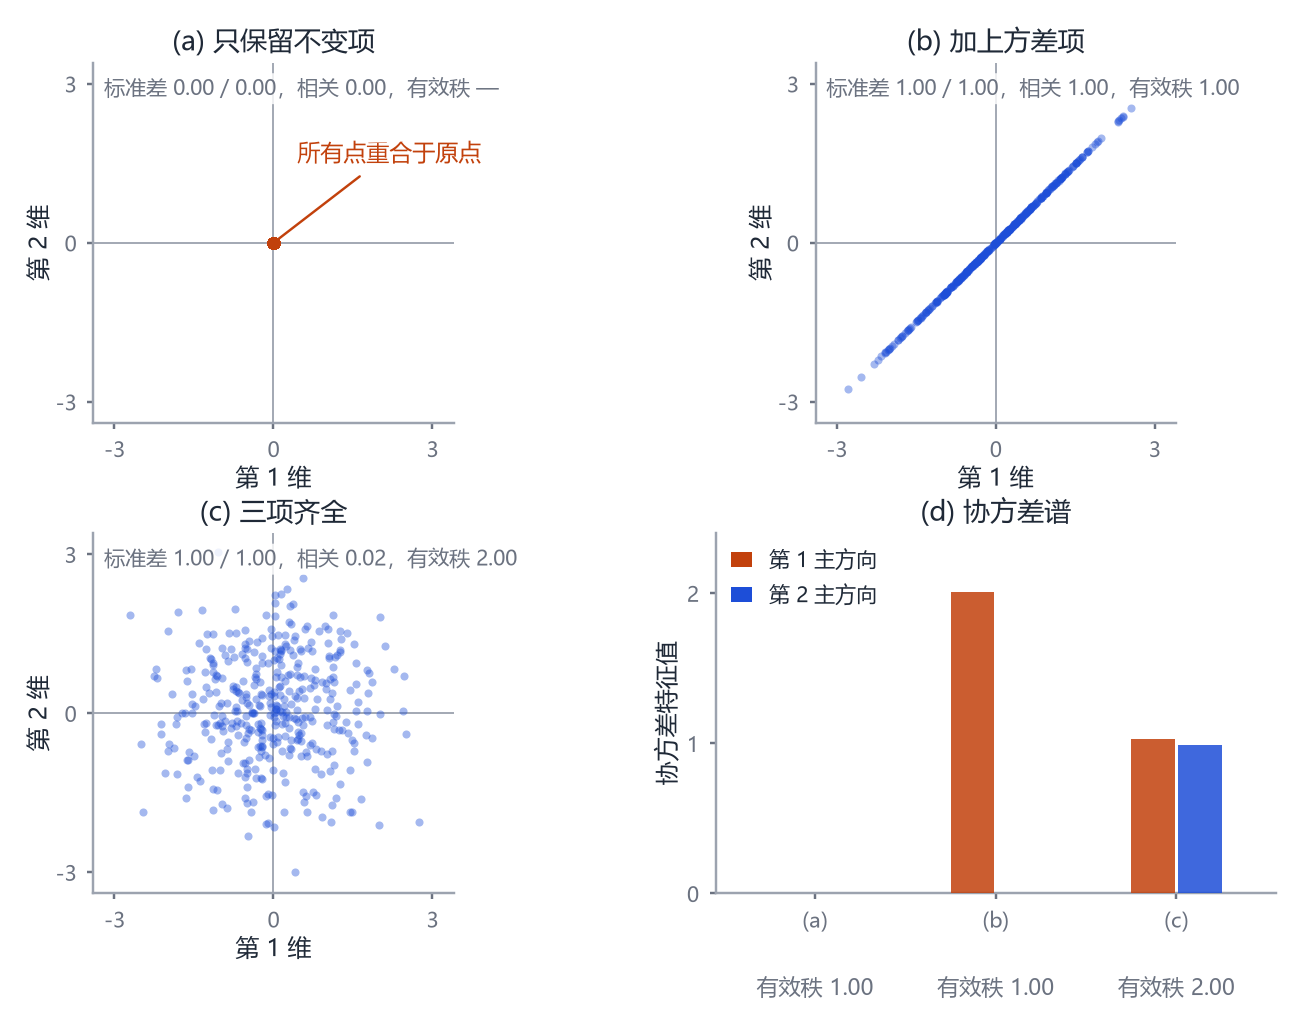 (a) 只保留不变项
标准差 0.00 / 0.00，相关 0.00，有效秩 —
所有点重合于原点
3
0
-3
第 2 维
-3 0 3
第 1 维
(b) 加上方差项
标准差 1.00 / 1.00，相关 1.00，有效秩 1.00
3
0
-3
第 2 维
-3 0 3
第 1 维
(c) 三项齐全
标准差 1.00 / 1.00，相关 0.02，有效秩 2.00
3
0
-3
第 2 维
-3 0 3
第 1 维
(d) 协方差谱
第 1 主方向
第 2 主方向
2
1
0
协方差特征值
(a) (b) (c)
有效秩 1.00 有效秩 1.00 有效秩 2.00